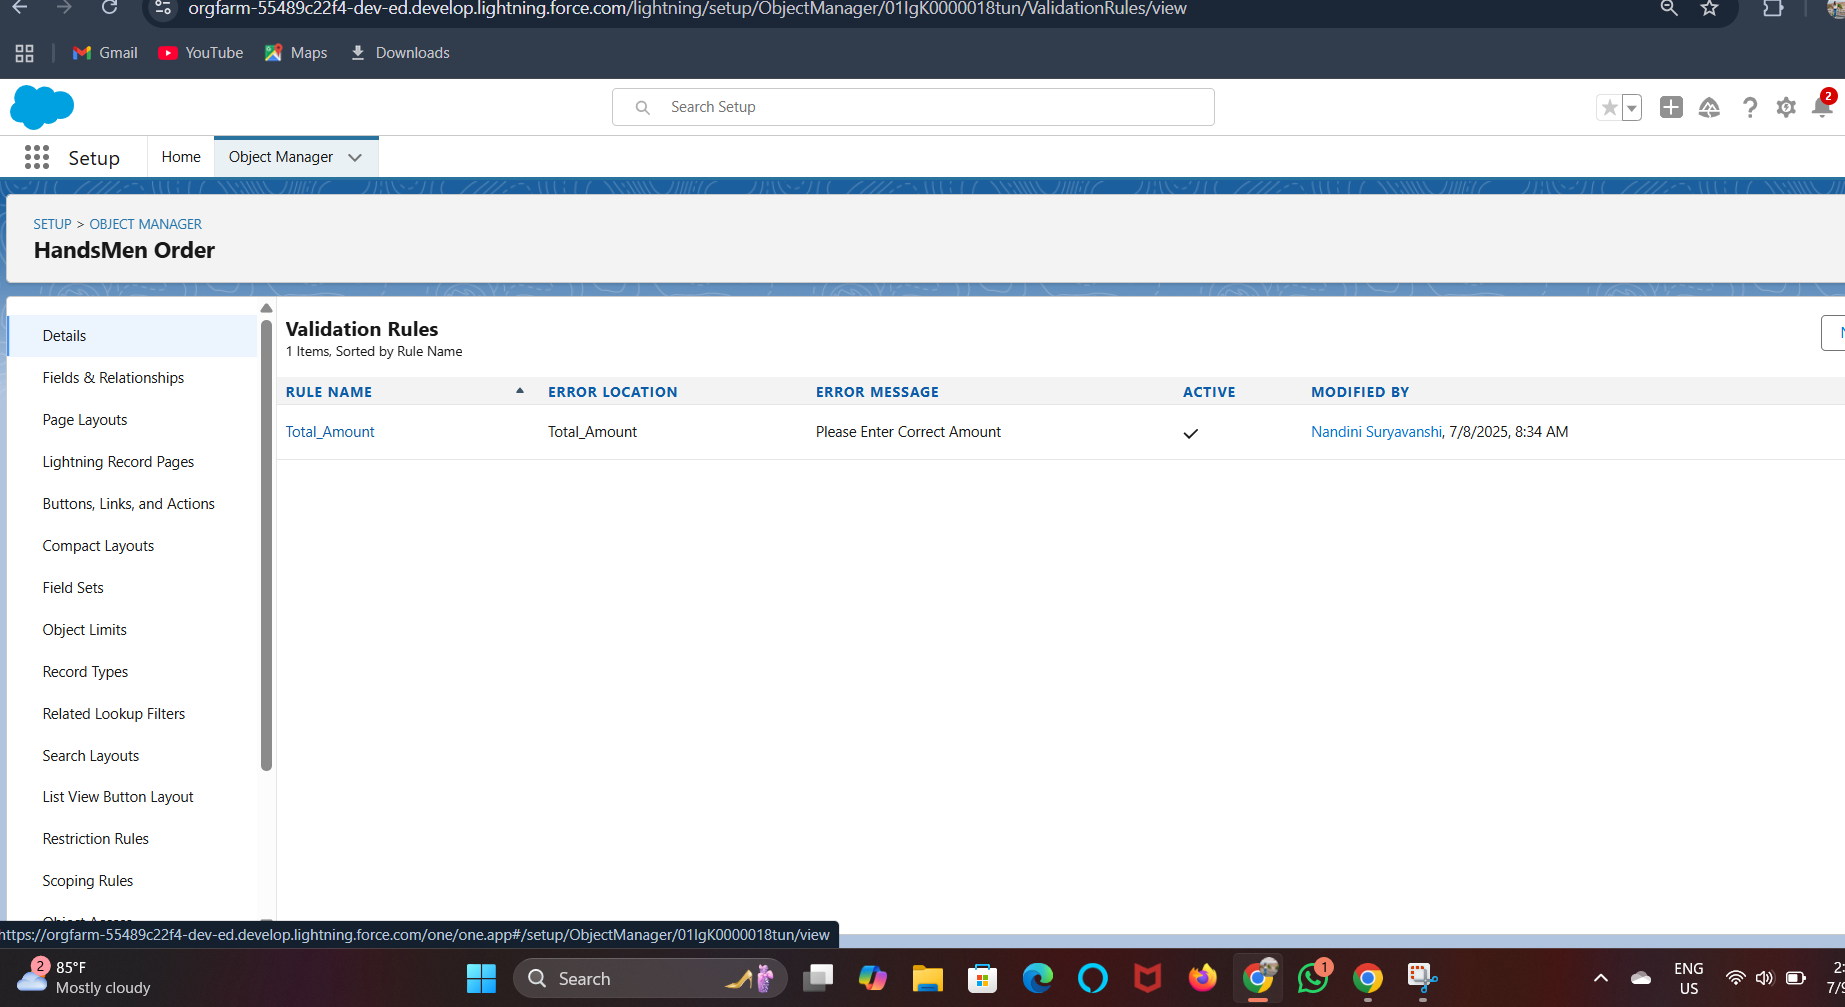 orgfarm-55489c22f4-dev-ed.develop.lightning.force.com/lightning/setup/ObjectManager/01IgK0000018tun/ValidationRules/view
Gmail YouTube Maps Downloads
Search Setup
2
Setup Home Object Manager
SETUP > OBJECT MANAGER
HandsMen Order
Details
Fields & Relationships
Page Layouts
Lightning Record Pages
Buttons, Links, and Actions
Compact Layouts
Field Sets
Object Limits
Record Types
Related Lookup Filters
Search Layouts
List View Button Layout
Restriction Rules
Scoping Rules
Validation Rules
1 Items, Sorted by Rule Name
RULE NAME ERROR LOCATION ERROR MESSAGE ACTIVE MODIFIED BY
Total_Amount Total_Amount Please Enter Correct Amount Nandini Suryavanshi, 7/8/2025, 8:34 AM
https://orgfarm-55489c22f4-dev-ed.develop.lightning.force.com/one/one.app#/setup/ObjectManager/01IgK0000018tun/view
2
85°F
Mostly cloudy
Search
1
ENG
US